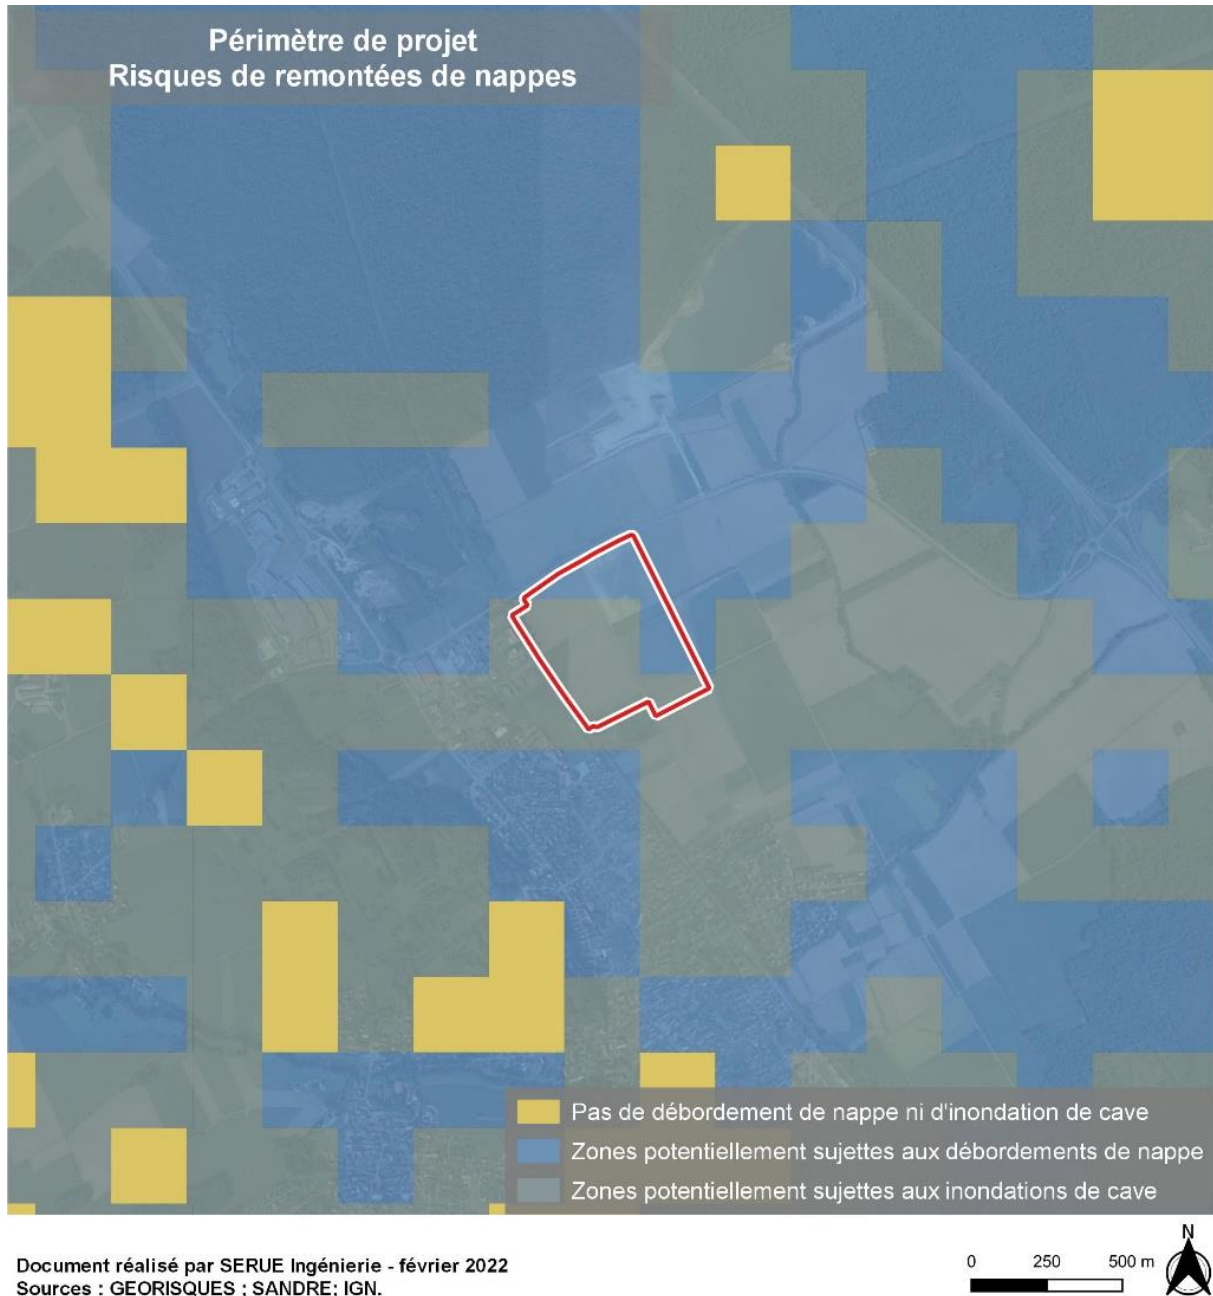 Périmètre de projet
Risques de remontées de nappes
Pas de débordement de nappe ni d'inondation de cave
Zones potentiellement sujettes aux débordements de nappe
Zones potentiellement sujettes aux inondations de cave
Document réalisé par SERUE Ingénierie - février 2022
Sources : GEORISQUES ; SANDRE; IGN.
0 250 500 m
N